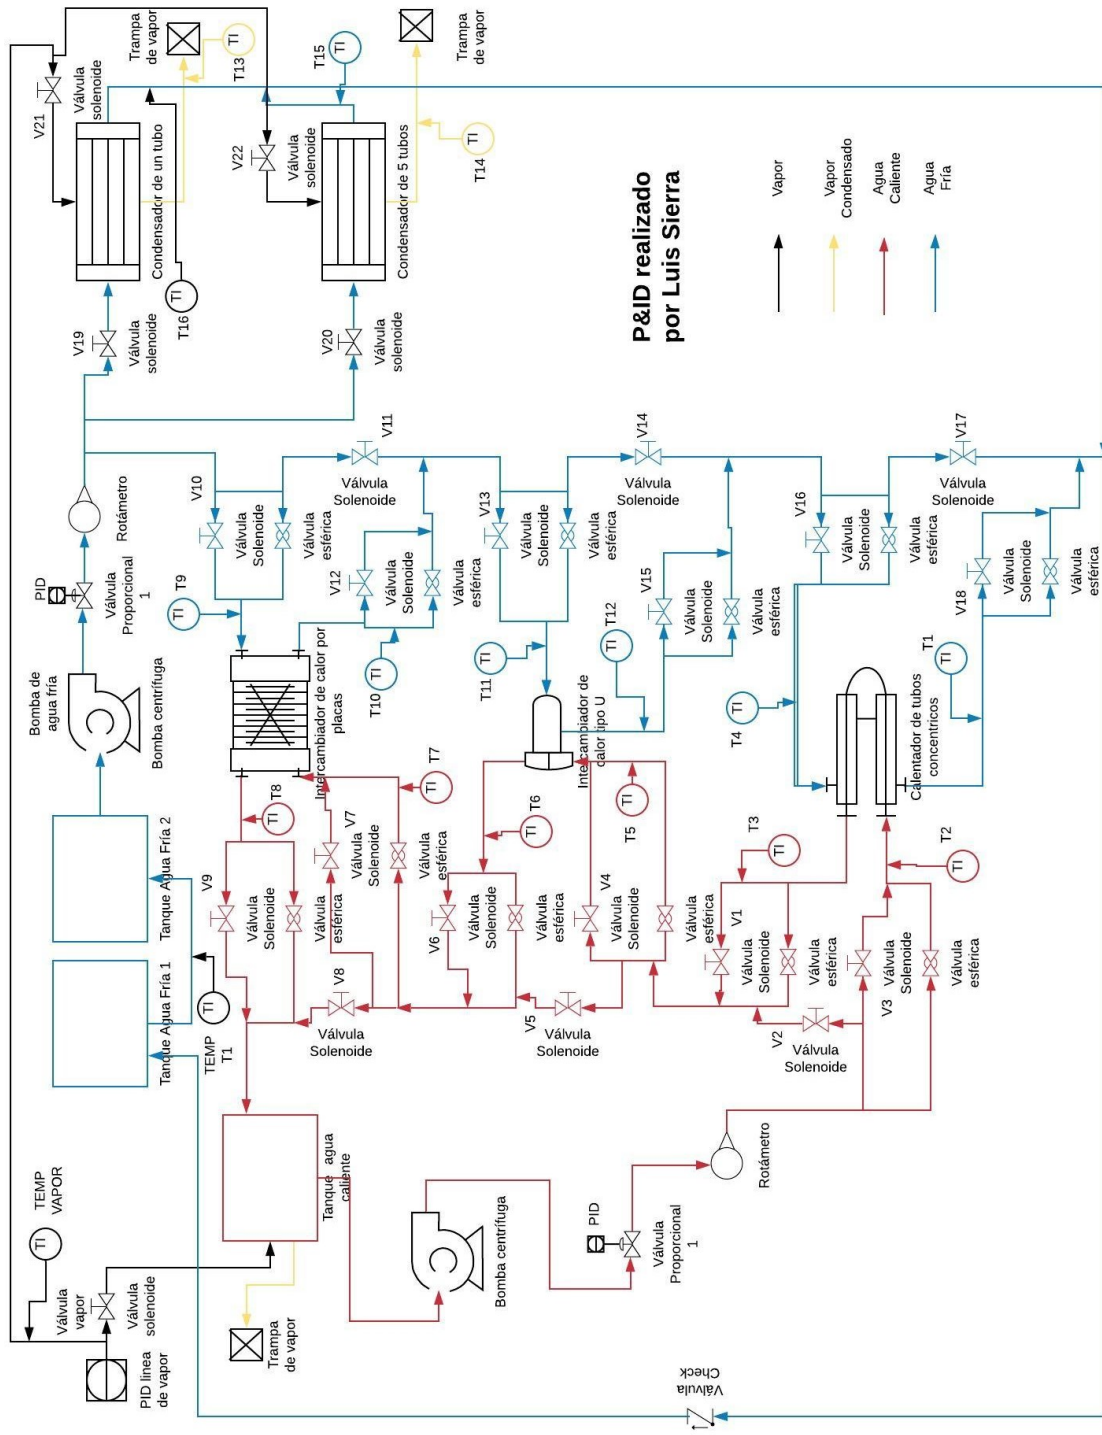 TEMP
VAPOR
TI
Válvula
vapor
Válvula
solenoide
PID linea
de vapor
Trampa
de vapor
Tanque agua
caliente
TEMP
T1
TI
Tanque Agua Fría 1
Tanque Agua Fría 2
Bomba de
agua fría
Bomba centrífuga
PID
Válvula
Proporcional
1
Rotámetro
V19
Válvula
solenoide
V20
Válvula
solenoide
V21
Válvula
solenoide
Condensador de un tubo
Trampa
de vapor
TI
T13
TI
T16
V22
Válvula
solenoide
Condensador de 5 tubos
T15
TI
Trampa
de vapor
TI
T14
V10
Válvula
Solenoide
Válvula
esférica
V11
Válvula
Solenoide
T9
TI
V12
Válvula
Solenoide
Válvula
esférica
TI
T10
Intercambiador de calor por
placas
T8
TI
T7
TI
V9
Válvula
Solenoide
Válvula
esférica
V7
Válvula
Solenoide
Válvula
esférica
V8
Válvula
Solenoide
V13
Válvula
Solenoide
Válvula
esférica
V14
Válvula
Solenoide
TI
T11
T12
TI
V15
Válvula
Solenoide
Válvula
esférica
Intercambiador de
calor tipo U
T6
TI
TI
T5
V6
Válvula
Solenoide
Válvula
esférica
V4
Válvula
Solenoide
Válvula
esférica
V5
Válvula
Solenoide
V16
Válvula
Solenoide
Válvula
esférica
V17
Válvula
Solenoide
TI
T4
T1
TI
V18
Válvula
Solenoide
Válvula
esférica
Calentador de tubos
concentricos
T3
TI
T2
TI
V1
Válvula
Solenoide
Válvula
esférica
V2
Válvula
Solenoide
V3
Válvula
Solenoide
Válvula
esférica
Bomba centrífuga
PID
Válvula
Proporcional
1
Rotámetro
Válvula
Check
P&ID realizado
por Luis Sierra
Vapor
Vapor
Condensado
Agua
Caliente
Agua
Fría